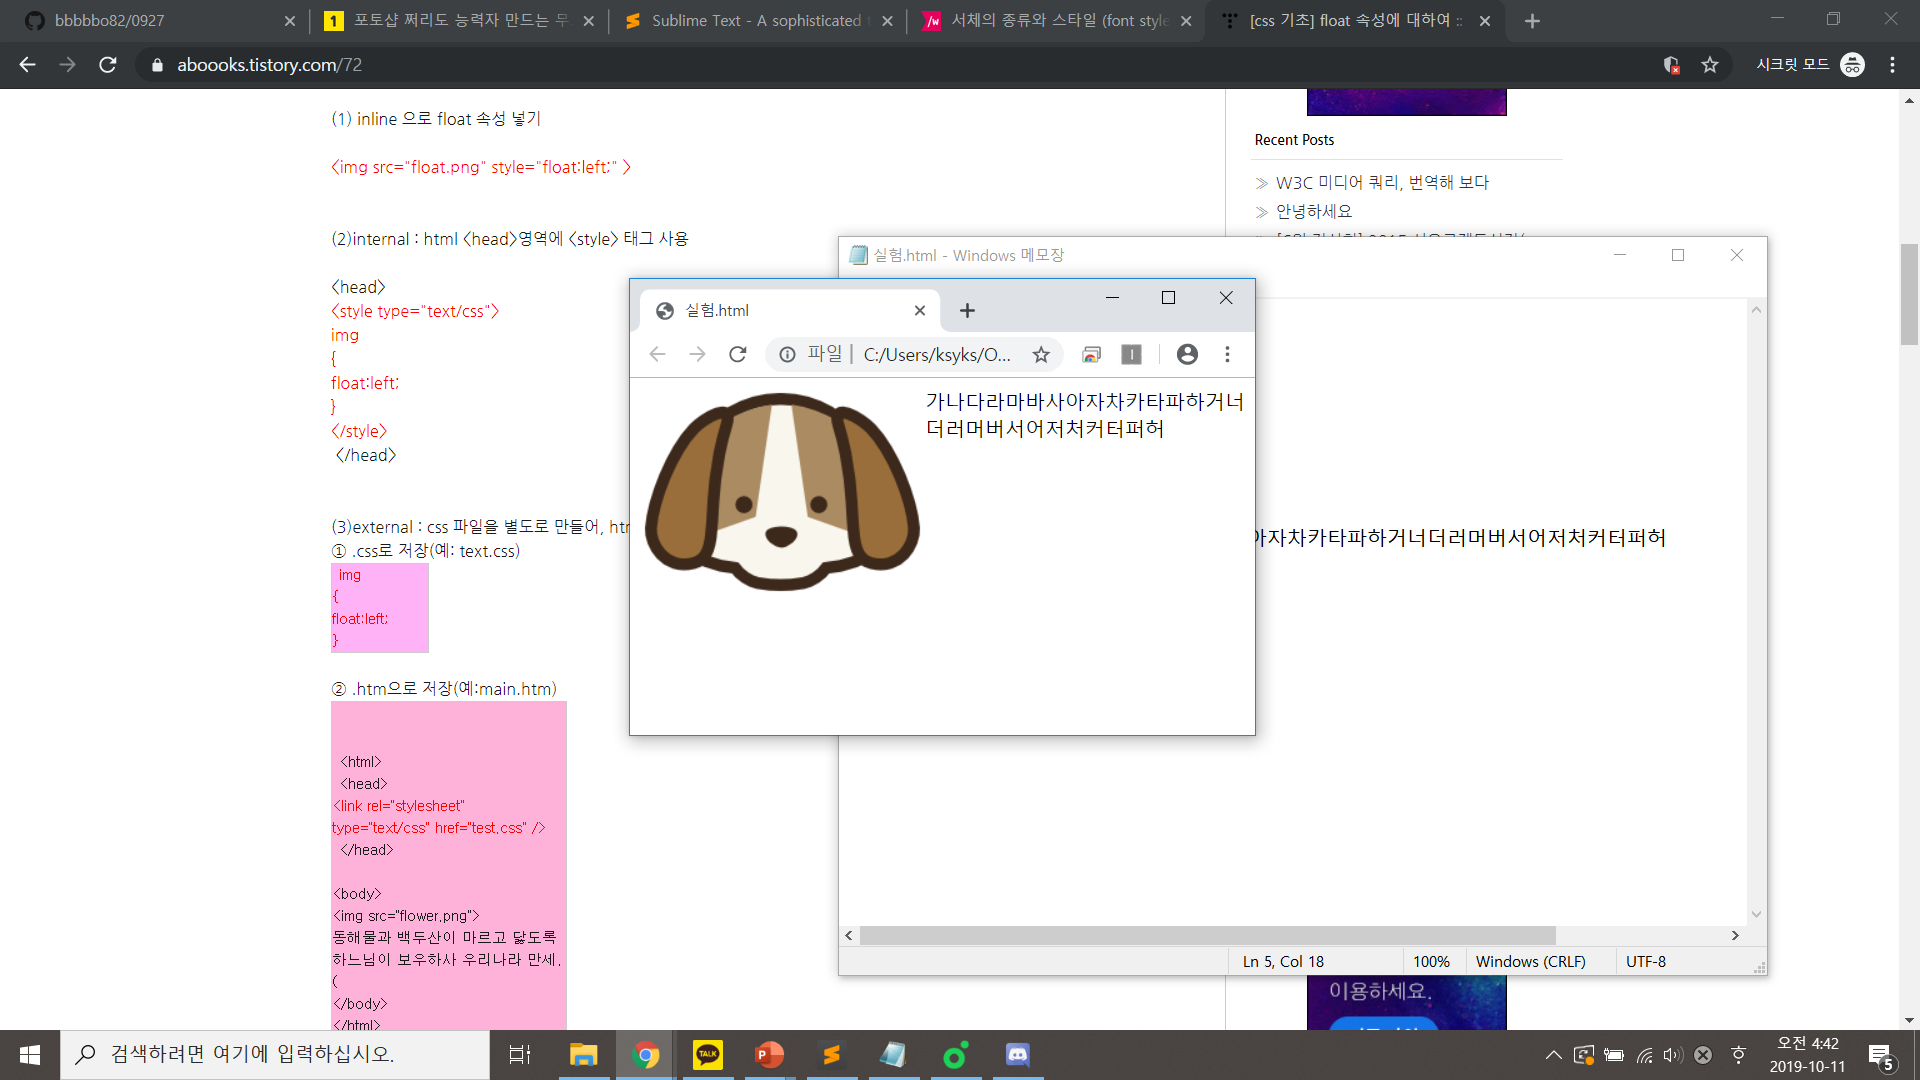 bbbbbo82/0927
포토샵 쩌리도 능력자 만드는 무
Sublime Text - A sophisticated t
서체의 종류와 스타일 (font style
[css 기초] float 속성에 대하여 ::
aboooks.tistory.com/72
시크릿 모드
(1) inline 으로 float 속성 넣기
<img src="float.png" style="float:left;" >
(2)internal : html <head>영역에 <style> 태그 사용
<head>
<style type="text/css">
img
{
float:left;
}
</style>
</head>
(3)external : css 파일을 별도로 만들어, htm
① .css로 저장(예: text.css)
img
{
float:left;
}
② .htm으로 저장(예:main.htm)
<html>
<head>
<link rel="stylesheet"
type="text/css" href="test.css" />
</head>
<body>
<img src="flower.png">
동해물과 백두산이 마르고 닳도록
하느님이 보우하사 우리나라 만세.
(
</body>
</html>
Recent Posts
» W3C 미디어 쿼리, 번역해 보다
» 안녕하세요
실험.html - Windows 메모장
아자차카타파하거너더러머버서어저처커터퍼허
Ln 5, Col 18
100%
Windows (CRLF)
UTF-8
실험.html
파일
C:/Users/ksyks/O...
가나다라마바사아자차카타파하거너
더러머버서어저처커터퍼허
이용하세요.
검색하려면 여기에 입력하십시오.
TALK
오전 4:42
2019-10-11
5